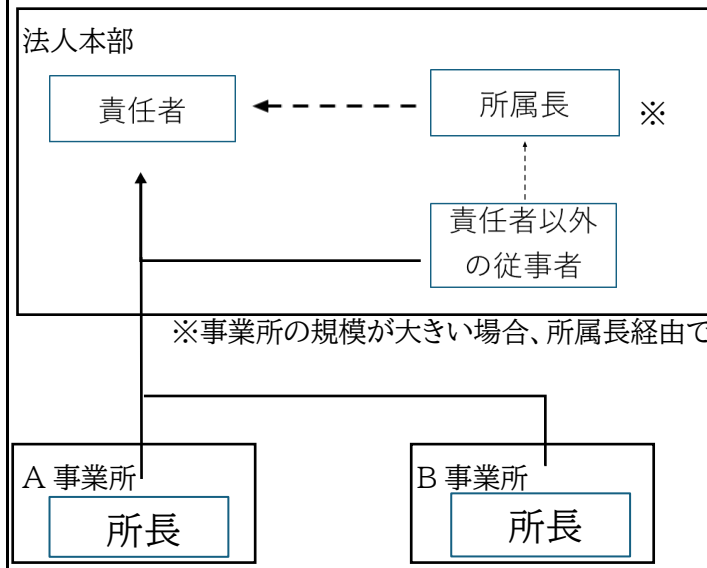 法人本部
責任者
所属長
※
責任者以外
の従事者
※事業所の規模が大きい場合、所属長経由で
A 事業所
所長
B 事業所
所長